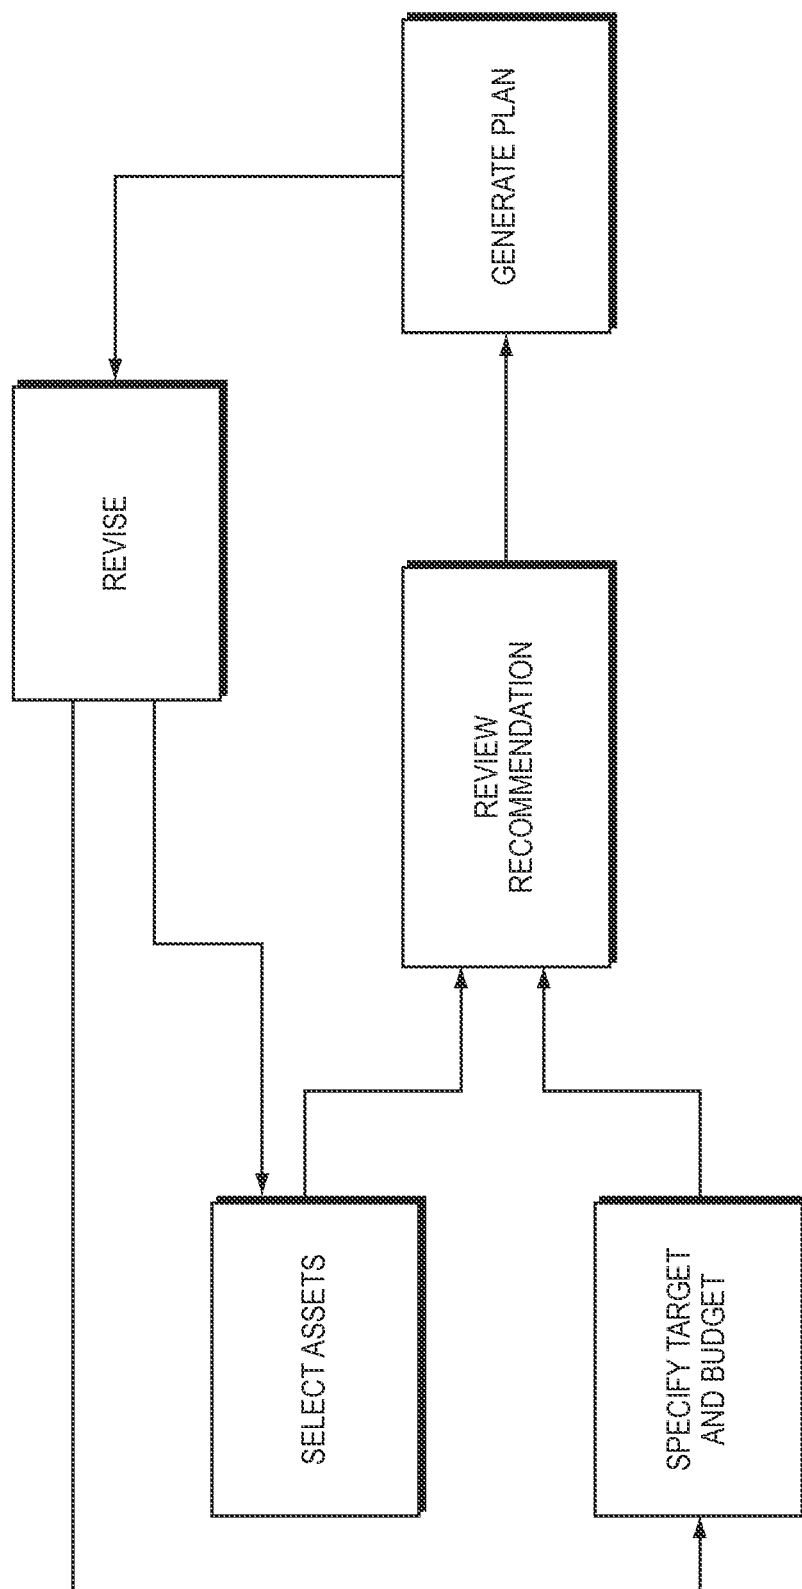 SELECT ASSETS
SPECIFY TARGET
AND BUDGET
REVIEW
RECOMMENDATION
REVISE
GENERATE PLAN